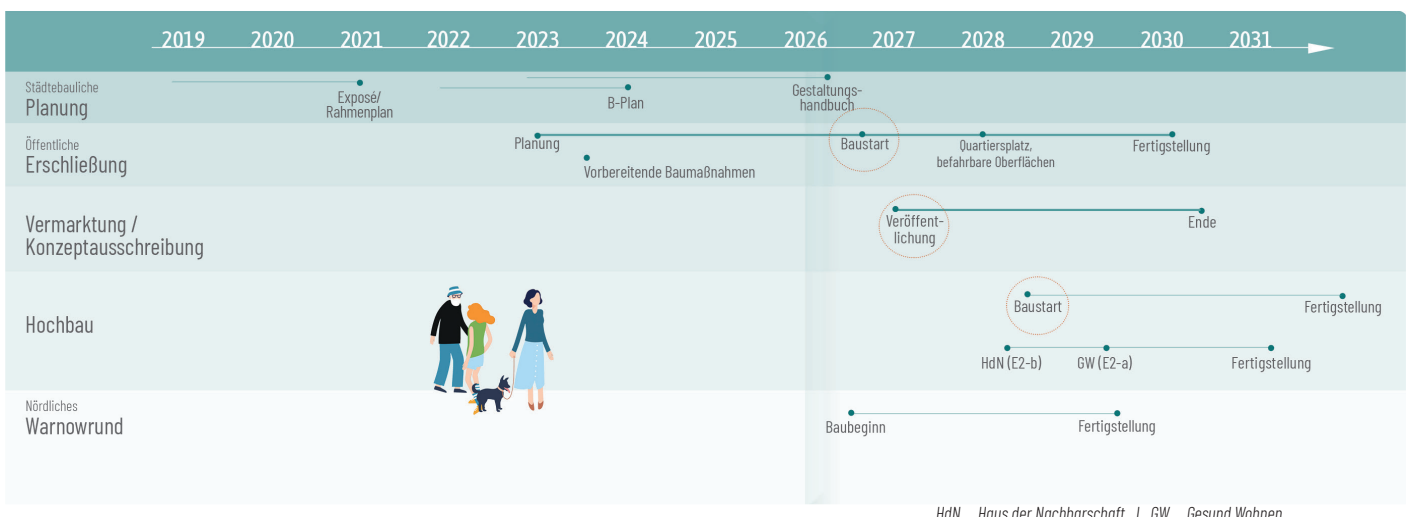 2019 2020 2021 2022 2023 2024 2025 2026 2027 2028 2029 2030 2031
Städtebauliche
Planung
Exposé/
Rahmenplan
B-Plan
Gestaltungs-
handbuch
Öffentliche
Erschließung
Planung
Vorbereitende Baumaßnahmen
Baustart
Quartiersplatz,
befahrbare Oberflächen
Fertigstellung
Vermarktung /
Konzeptausschreibung
Veröffent-
lichung
Ende
Hochbau
Baustart
Fertigstellung
HdN (E2-b)
GW (E2-a)
Fertigstellung
Nördliches
Warnowrund
Baubeginn
Fertigstellung
HdN Haus der Nachbarschaft | GW Gesund Wohnen